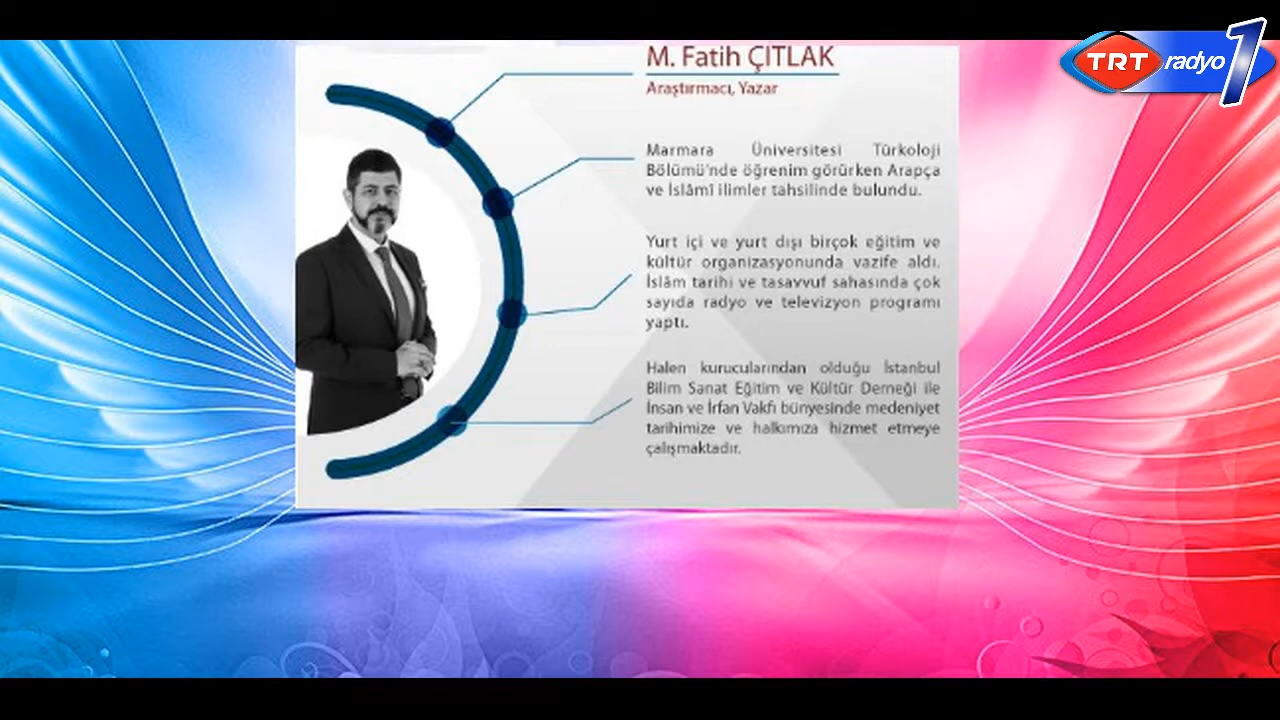 TRT radyo 1
M. Fatih ÇITLAK
Araştırmacı, Yazar
Marmara Üniversitesi Türkoloji
Bölümü'nde öğrenim görürken Arapça
ve İslâmî ilimler tahsilinde bulundu.
Yurt içi ve yurt dışı birçok eğitim ve
kültür organizasyonunda vazife aldı.
İslâm tarihi ve tasavvuf sahasında çok
sayıda radyo ve televizyon programı
yaptı.
Halen kurucularından olduğu İstanbul
Bilim Sanat Eğitim ve Kültür Derneği ile
İnsan ve İrfan Vakfı bünyesinde medeniyet
tarihimize ve halkımıza hizmet etmeye
çalışmaktadır.